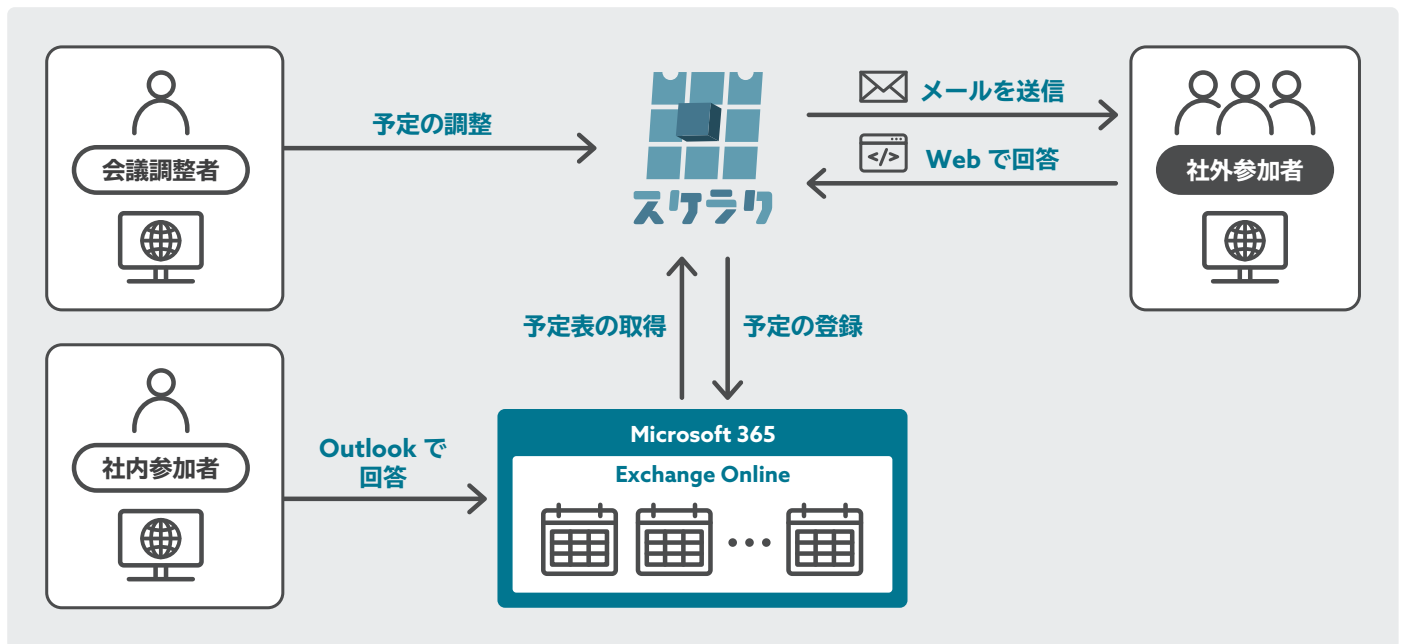 会議調整者
予定の調整
スケラク
メールを送信
</>
Web で回答
社外参加者
予定表の取得
予定の登録
社内参加者
Outlook で
回答
Microsoft 365
Exchange Online